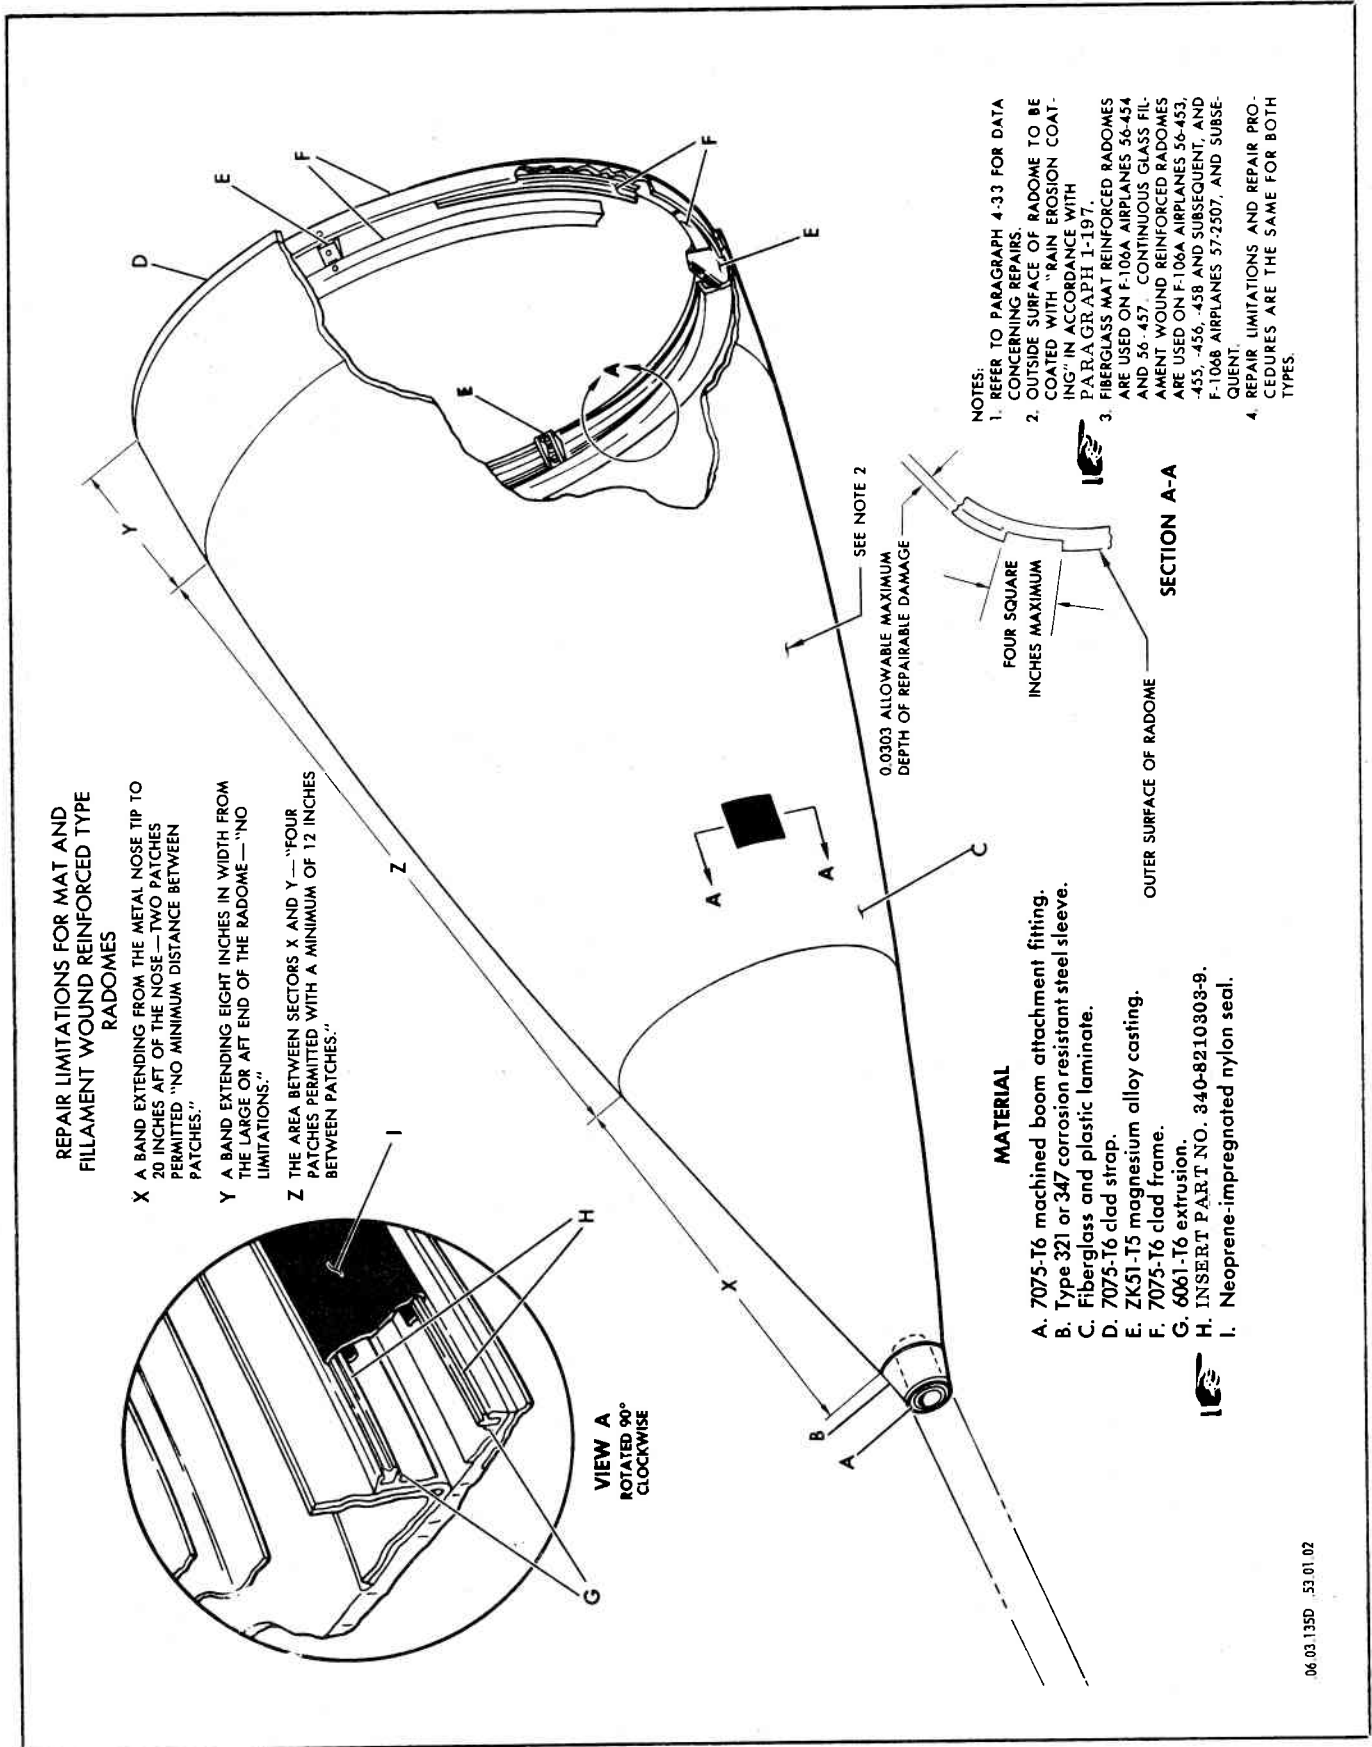 REPAIR LIMITATIONS FOR MAT AND
FILLAMENT WOUND REINFORCED TYPE
RADOMES
X A BAND EXTENDING FROM THE METAL NOSE TIP TO
20 INCHES AFT OF THE NOSE—TWO PATCHES
PERMITTED "NO MINIMUM DISTANCE BETWEEN
PATCHES."
Y A BAND EXTENDING EIGHT INCHES IN WIDTH FROM
THE LARGE OR AFT END OF THE RADOME—"NO
LIMITATIONS."
Z THE AREA BETWEEN SECTORS X AND Y—"FOUR
PATCHES PERMITTED WITH A MINIMUM OF 12 INCHES
BETWEEN PATCHES."
I
H
G
VIEW A
ROTATED 90°
CLOCKWISE
D
E
F
Y
Z
X
E
A
F
E
B
A
A
A
C
SEE NOTE 2
0.0303 ALLOWABLE MAXIMUM
DEPTH OF REPAIRABLE DAMAGE
FOUR SQUARE
INCHES MAXIMUM
OUTER SURFACE OF RADOME
SECTION A-A
MATERIAL
A. 7075-T6 machined boom attachment fitting.
B. Type 321 or 347 corrosion resistant steel sleeve.
C. Fiberglass and plastic laminate.
D. 7075-T6 clad strap.
E. ZK51-T5 magnesium alloy casting.
F. 7075-T6 clad frame.
G. 6061-T6 extrusion.
H. INSERT PART NO. 340-8210303-9.
I. Neoprene-impregnated nylon seal.
NOTES:
1. REFER TO PARAGRAPH 4-33 FOR DATA
CONCERNING REPAIRS.
2. OUTSIDE SURFACE OF RADOME TO BE
COATED WITH "RAIN EROSION COAT-
ING" IN ACCORDANCE WITH
PARAGRAPH 1-197.
3. FIBERGLASS MAT REINFORCED RADOMES
ARE USED ON F-106A AIRPLANES 56-454
AND 56-457. CONTINUOUS GLASS FIL-
AMENT WOUND REINFORCED RADOMES
ARE USED ON F-106A AIRPLANES 56-453,
-455, -456, -458 AND SUBSEQUENT, AND
F-106B AIRPLANES 57-2507, AND SUBSE-
QUENT.
4. REPAIR LIMITATIONS AND REPAIR PRO-
CEDURES ARE THE SAME FOR BOTH
TYPES.
.06.03.135D .53.01.02